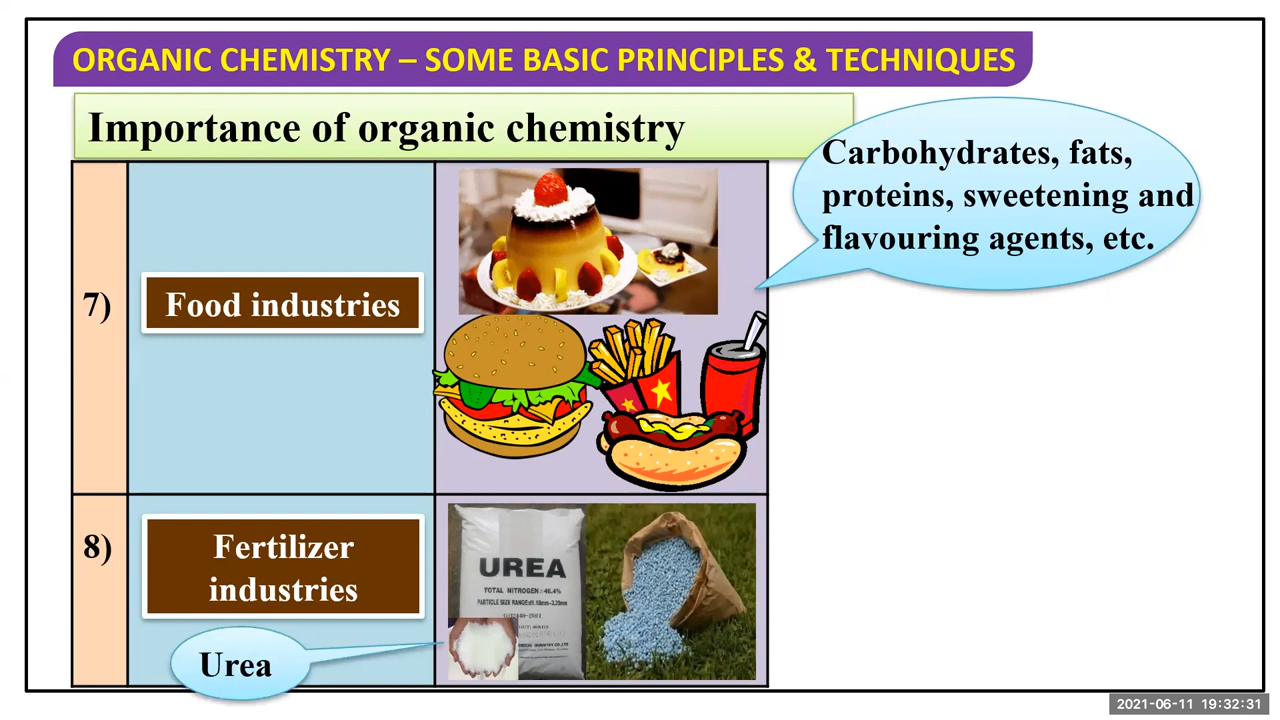 ORGANIC CHEMISTRY – SOME BASIC PRINCIPLES & TECHNIQUES
Importance of organic chemistry
Carbohydrates, fats,
proteins, sweetening and
flavouring agents, etc.
7)
Food industries
8)
Fertilizer
industries
Urea
UREA
TOTAL NITROGEN≥46.4%
2021-06-11 19:32:31